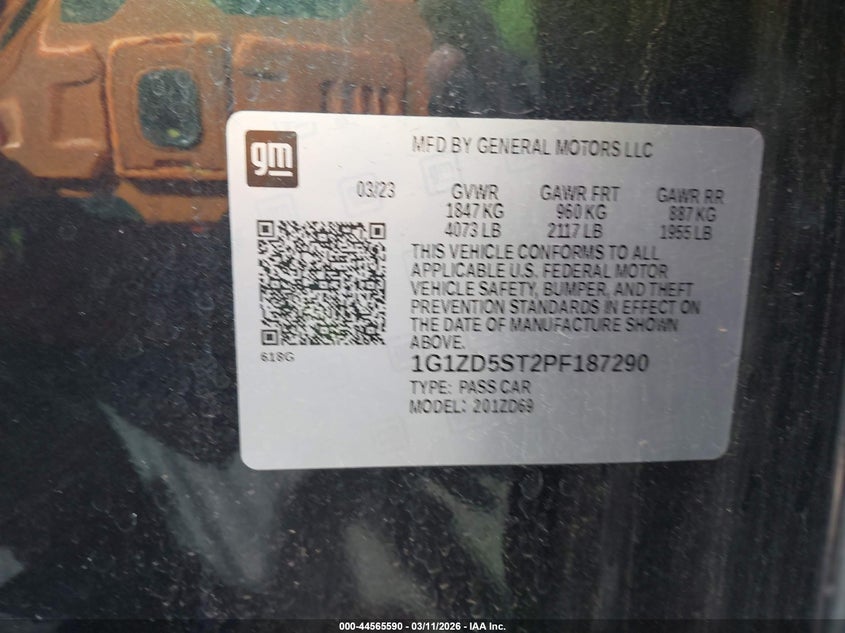 gm
MFD BY GENERAL MOTORS LLC
03/23 GVWR GAWR FRT GAWR RR
1847 KG 960 KG 887 KG
4073 LB 2117 LB 1955 LB
THIS VEHICLE CONFORMS TO ALL
APPLICABLE U.S. FEDERAL MOTOR
VEHICLE SAFETY, BUMPER, AND THEFT
PREVENTION STANDARDS IN EFFECT ON
THE DATE OF MANUFACTURE SHOWN
ABOVE.
618G
1G1ZD5ST2PF187290
TYPE: PASS CAR
MODEL: 201ZD69
000-44565590 - 03/11/2026 - IAA Inc.